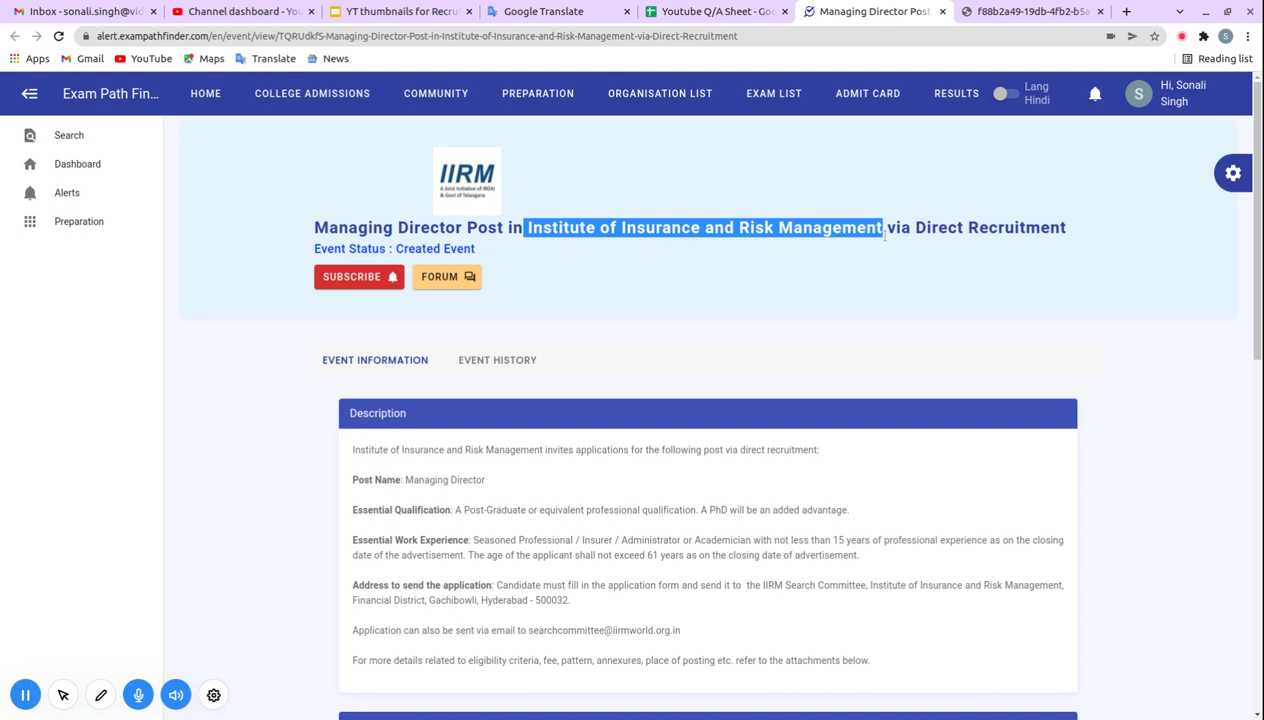 Inbox - sonali.singh@vid
Channel dashboard - You
YT thumbnails for Recru
Google Translate
Youtube Q/A Sheet - Goo
Managing Director Post
f88b2a49-19db-4fb2-b5a
alert.exampathfinder.com/en/event/view/TQRUdkfS-Managing-Director-Post-in-Institute-of-Insurance-and-Risk-Management-via-Direct-Recruitment
S
Apps
Gmail
YouTube
Maps
Translate
News
Reading list
Exam Path Fin...
HOME
COLLEGE ADMISSIONS
COMMUNITY
PREPARATION
ORGANISATION LIST
EXAM LIST
ADMIT CARD
RESULTS
Lang
Hindi
S
Hi, Sonali
Singh
Search
Dashboard
Alerts
Preparation
IIRM
A Joint Initiative of IRDAI
& Govt of Telangana
Managing Director Post in Institute of Insurance and Risk Management via Direct Recruitment
Event Status : Created Event
SUBSCRIBE
FORUM
EVENT INFORMATION
EVENT HISTORY
Description
Institute of Insurance and Risk Management invites applications for the following post via direct recruitment:
Post Name: Managing Director
Essential Qualification: A Post-Graduate or equivalent professional qualification. A PhD will be an added advantage.
Essential Work Experience: Seasoned Professional / Insurer / Administrator or Academician with not less than 15 years of professional experience as on the closing
date of the advertisement. The age of the applicant shall not exceed 61 years as on the closing date of advertisement.
Address to send the application: Candidate must fill in the application form and send it to the IIRM Search Committee, Institute of Insurance and Risk Management,
Financial District, Gachibowli, Hyderabad - 500032.
Application can also be sent via email to searchcommittee@iirmworld.org.in
For more details related to eligibility criteria, fee, pattern, annexures, place of posting etc. refer to the attachments below.